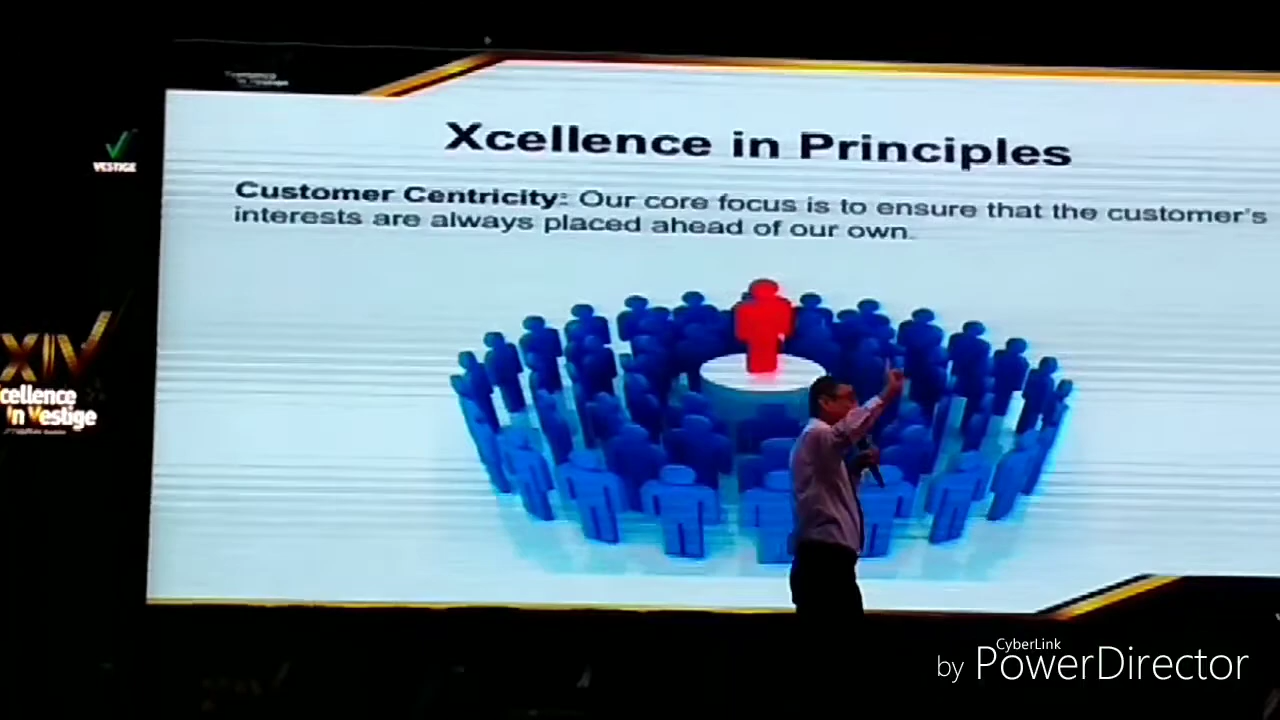 Xcellence in Principles
Customer Centricity: Our core focus is to ensure that the customer's
interests are always placed ahead of our own.
VESTIGE
XIV
cellence
In Vestige
CyberLink
by PowerDirector